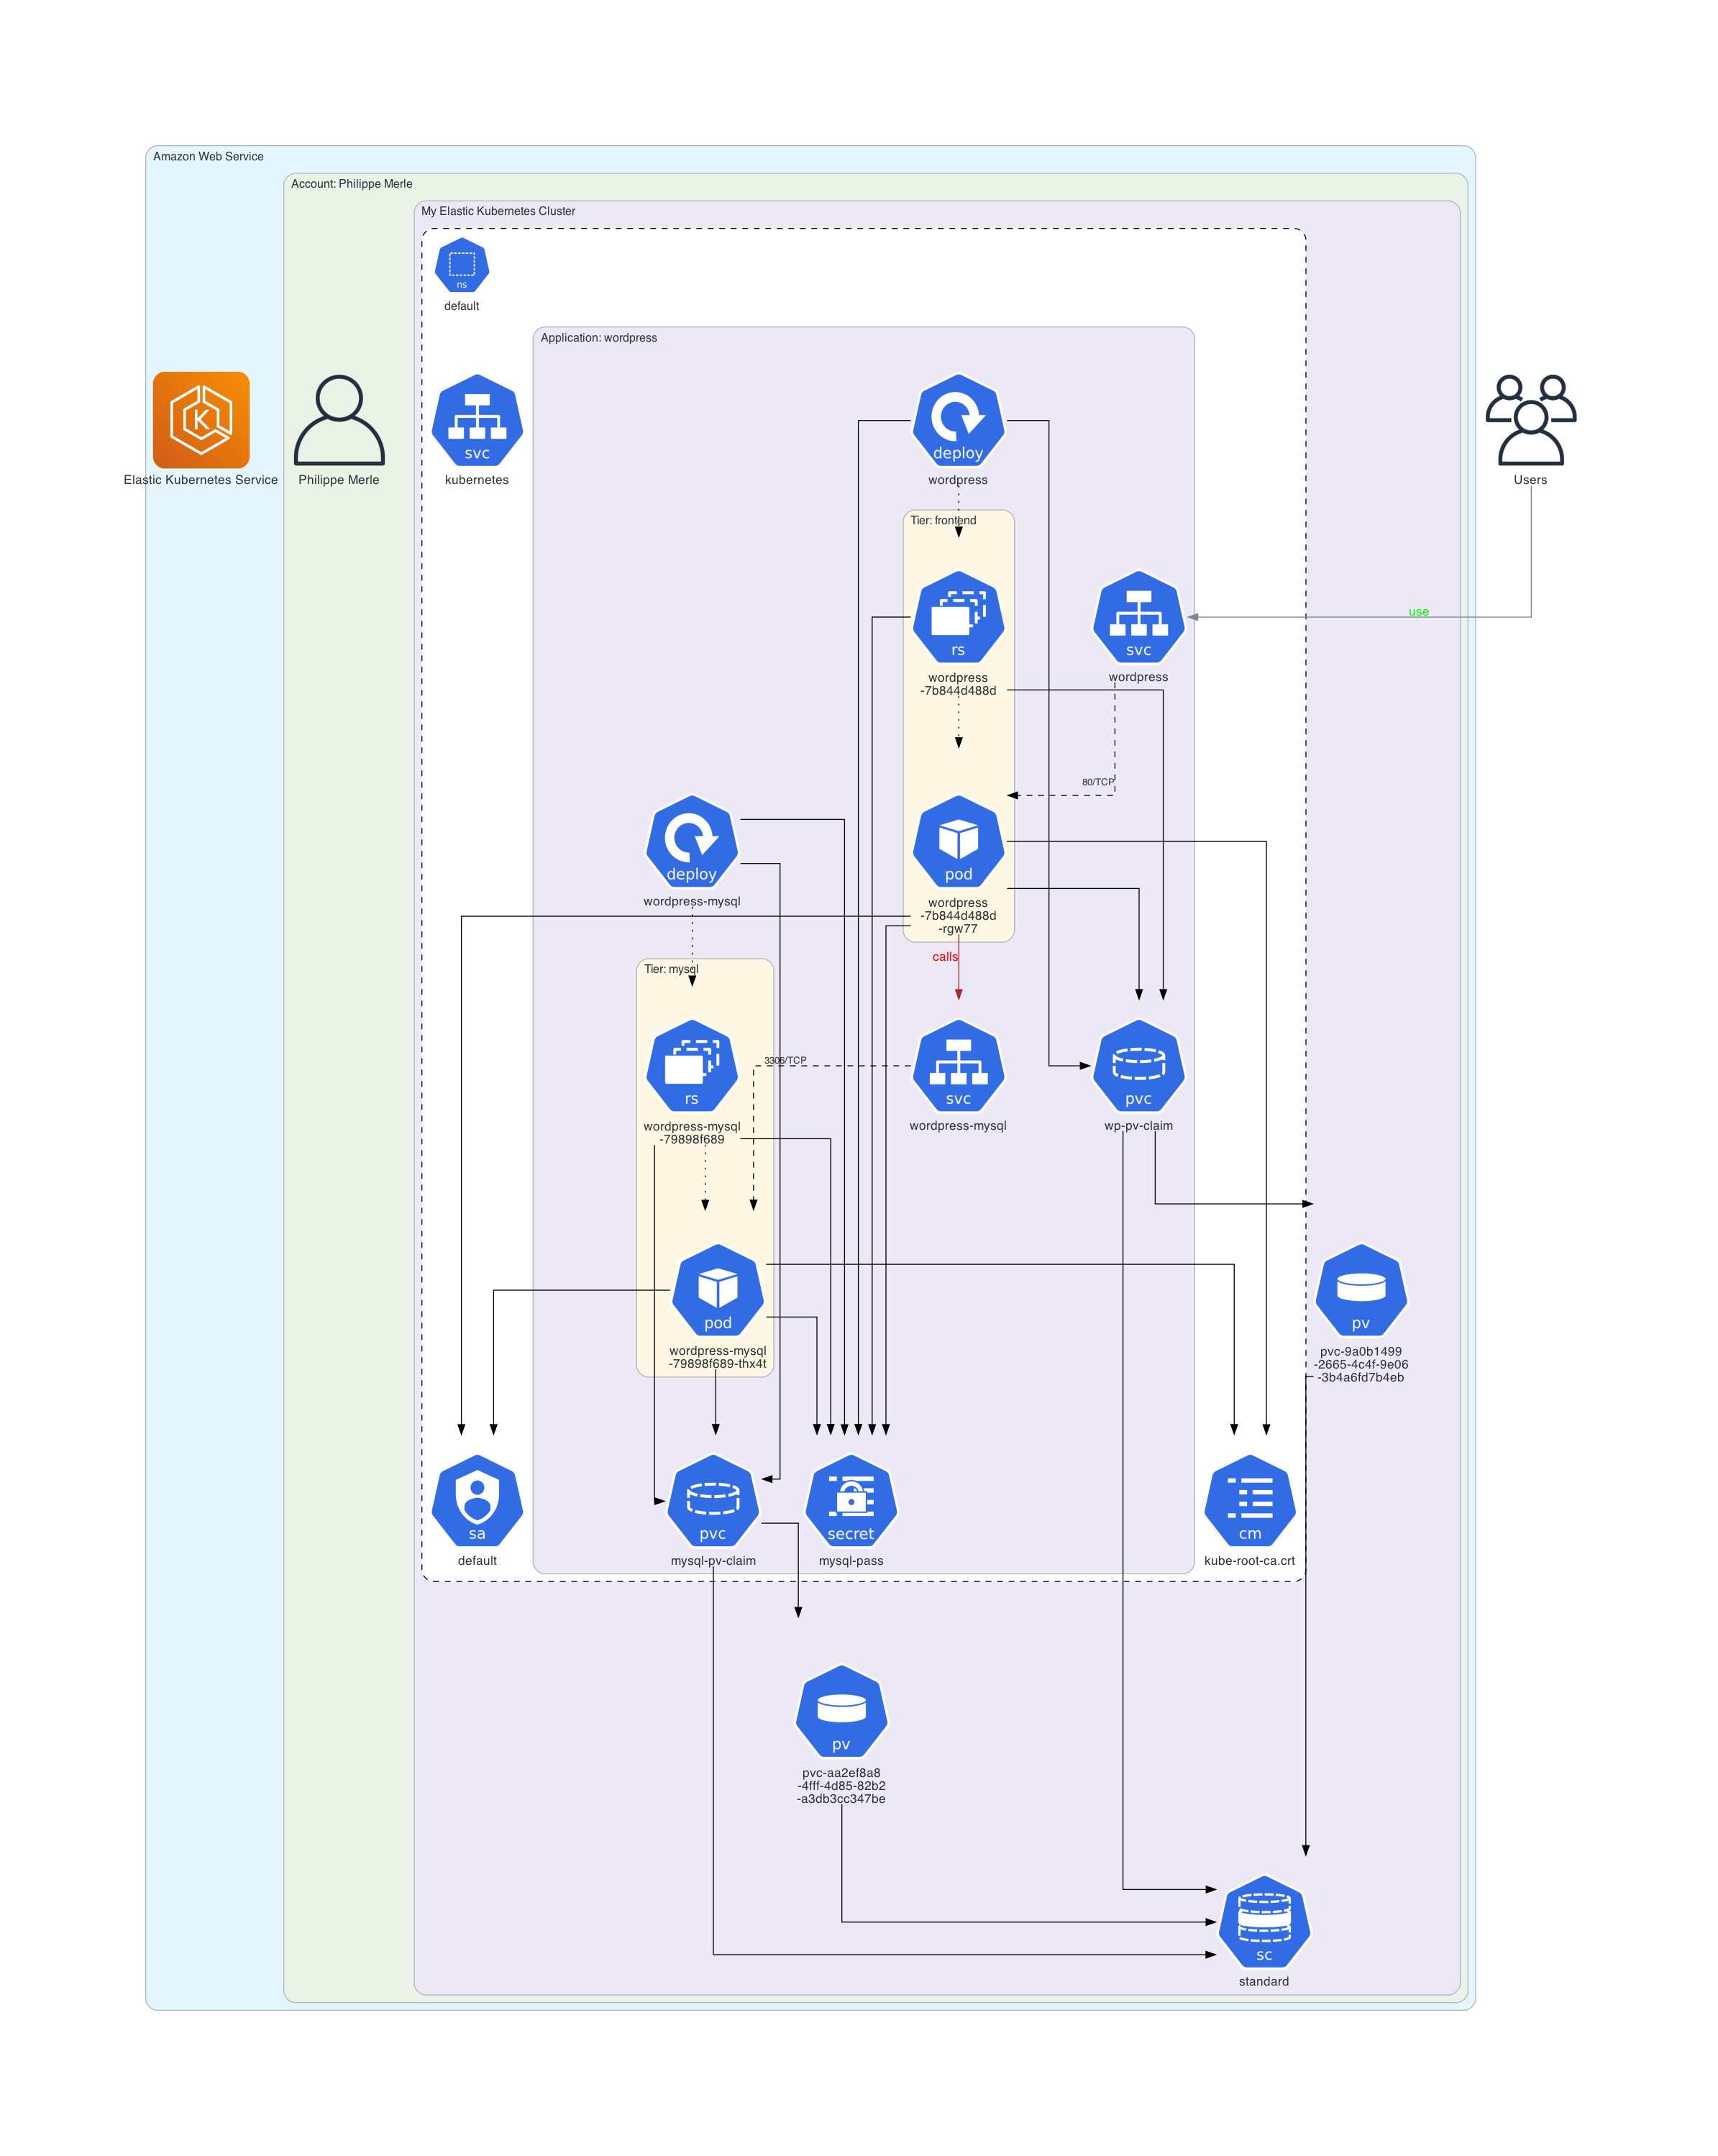 Amazon Web Service
Account: Philippe Merle
My Elastic Kubernetes Cluster
ns
default
Application: wordpress
Elastic Kubernetes Service
Philippe Merle
svc
kubernetes
deploy
wordpress
Users
Tier: frontend
use
rs
wordpress
-7b844d488d
svc
wordpress
80/TCP
deploy
wordpress-mysql
pod
wordpress
-7b844d488d
-rgw77
calls
Tier: mysql
3306/TCP
rs
wordpress-mysql
-79898f689
svc
wordpress-mysql
pvc
wp-pv-claim
pod
wordpress-mysql
-79898f689-thx4t
pv
pvc-9a0b1499
-2665-4c4f-9e06
-3b4a6fd7b4eb
sa
default
pvc
mysql-pv-claim
secret
mysql-pass
cm
kube-root-ca.crt
pv
pvc-aa2ef8a8
-4fff-4d85-82b2
-a3db3cc347be
sc
standard